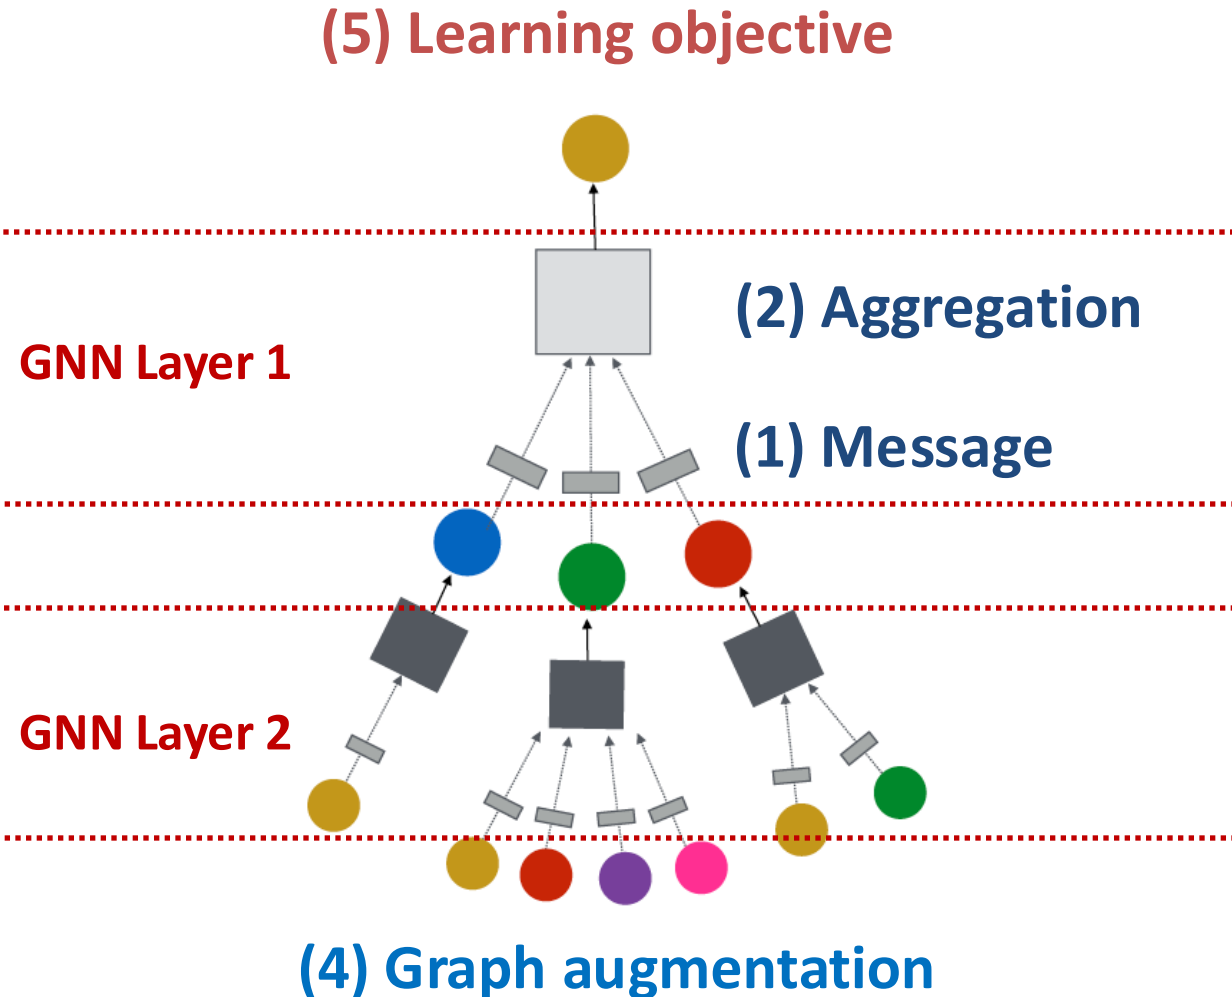 (5) Learning objective
(2) Aggregation
GNN Layer 1
(1) Message
GNN Layer 2
(4) Graph augmentation